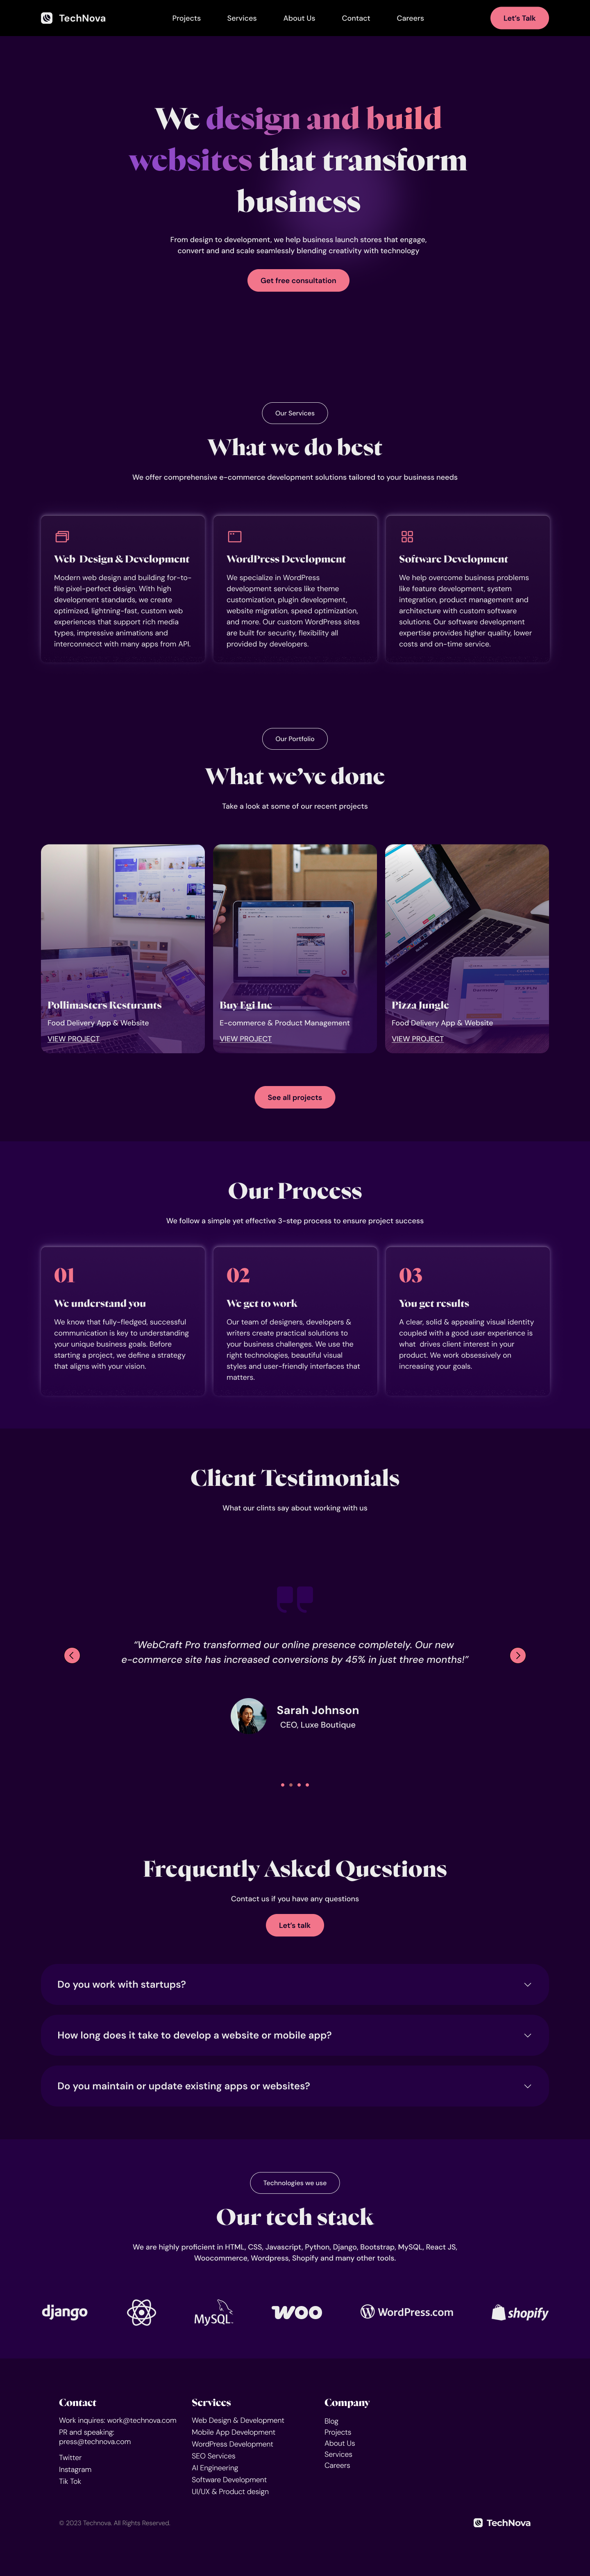 TechNova
Projects
Services
About Us
Contact
Careers
Let's Talk
We design and build
websites that transform
business
From design to development, we help business launch stores that engage,
convert and and scale seamlessly blending creativity with technology
Get free consultation
Our Services
What we do best
We offer comprehensive e-commerce development solutions tailored to your business needs
Web Design & Development
Modern web design and building for-to-
file pixel-perfect design. With high
development standards, we create
optimized, lightning-fast, custom web
experiences that support rich media
types, impressive animations and
interconnecct with many apps from API.
WordPress Development
We specialize in WordPress
development services like theme
customization, plugin development,
website migration, speed optimization,
and more. Our custom WordPress sites
are built for security, flexibility all
provided by developers.
Software Development
We help overcome business problems
like feature development, system
integration, product management and
architecture with custom software
solutions. Our software development
expertise provides higher quality, lower
costs and on-time service.
Our Portfolio
What we've done
Take a look at some of our recent projects
Pollimasters Resturants
Food Delivery App & Website
VIEW PROJECT
Buy Egi Inc
E-commerce & Product Management
VIEW PROJECT
Pizza Jungle
Food Delivery App & Website
VIEW PROJECT
See all projects
Our Process
We follow a simple yet effective 3-step process to ensure project success
01
We understand you
We know that fully-fledged, successful
communication is key to understanding
your unique business goals. Before
starting a project, we define a strategy
that aligns with your vision.
02
We get to work
Our team of designers, developers &
writers create practical solutions to
your business challenges. We use the
right technologies, beautiful visual
styles and user-friendly interfaces that
matters.
03
You get results
A clear, solid & appealing visual identity
coupled with a good user experience is
what drives client interest in your
product. We work obsessively on
increasing your goals.
Client Testimonials
What our clints say about working with us
"WebCraft Pro transformed our online presence completely. Our new
e-commerce site has increased conversions by 45% in just three months!"
Sarah Johnson
CEO, Luxe Boutique
Frequently Asked Questions
Contact us if you have any questions
Let's talk
Do you work with startups?
How long does it take to develop a website or mobile app?
Do you maintain or update existing apps or websites?
Technologies we use
Our tech stack
We are highly proficient in HTML, CSS, Javascript, Python, Django, Bootstrap, MySQL, React JS,
Woocommerce, Wordpress, Shopify and many other tools.
django
MySQL
WOO
WordPress.com
shopify
Contact
Work inquires: work@technova.com
PR and speaking:
press@technova.com
Twitter
Instagram
Tik Tok
Services
Web Design & Development
Mobile App Development
WordPress Development
SEO Services
AI Engineering
Software Development
UI/UX & Product design
Company
Blog
Projects
About Us
Services
Careers
© 2023 Technova. All Rights Reserved.
TechNova